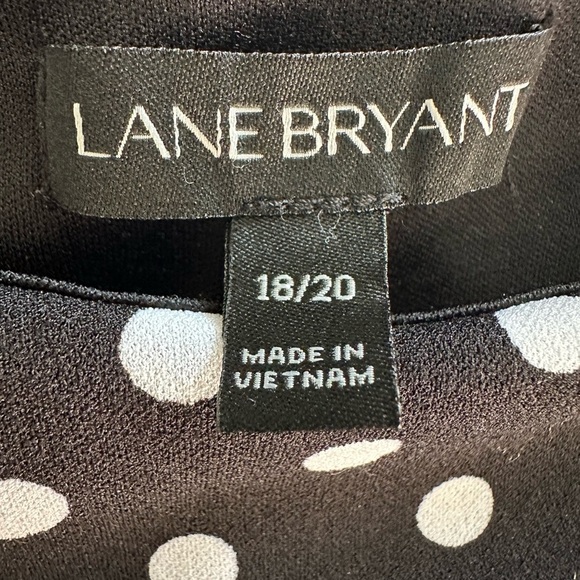 LANE BRYANT
18/20
MADE IN
VIETNAM